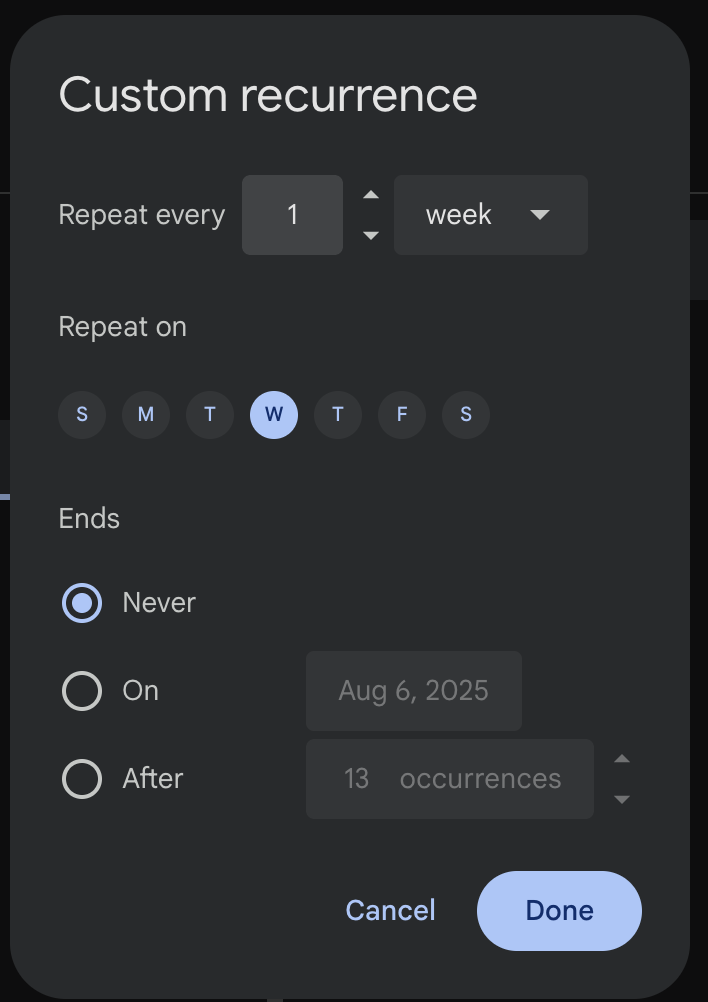 Custom recurrence
Repeat every 1 week
Repeat on
S M T W T F S
Ends
Never
On Aug 6, 2025
After 13 occurrences
Cancel Done